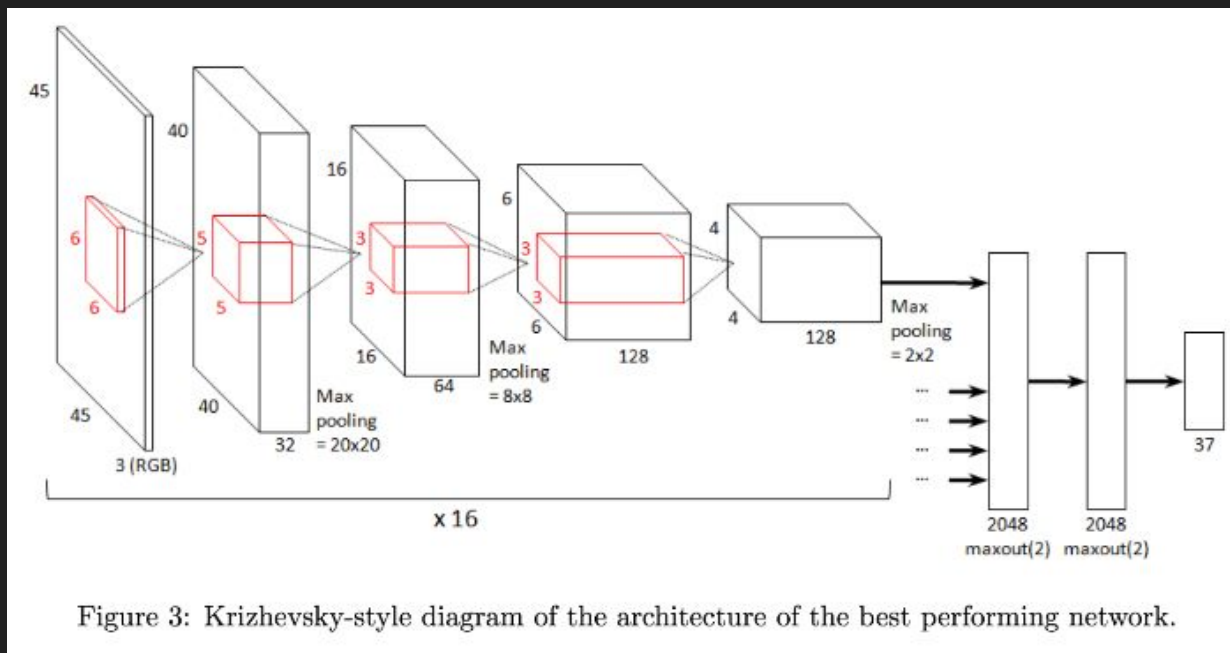 45
40
16
6
4
6
6
5
5
3
3
3
3
45
3 (RGB)
40
32
Max
pooling
= 20x20
16
64
Max
pooling
= 8x8
6
128
4
128
Max
pooling
= 2x2
...
...
...
...
x 16
2048
maxout(2)
2048
maxout(2)
37
Figure 3: Krizhevsky-style diagram of the architecture of the best performing network.